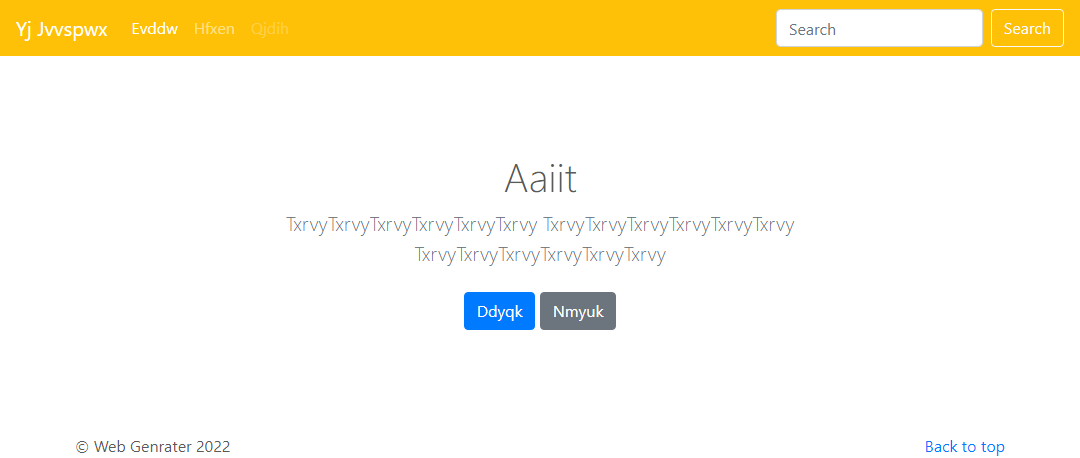 Yj Jvvspwx Evddw Hfxen Qjdih Search Search
Aaiit
TxrvyTxrvyTxrvyTxrvyTxrvyTxrvy TxrvyTxrvyTxrvyTxrvyTxrvyTxrvy
TxrvyTxrvyTxrvyTxrvyTxrvyTxrvy
Ddyqk Nmyuk
© Web Genrater 2022 Back to top